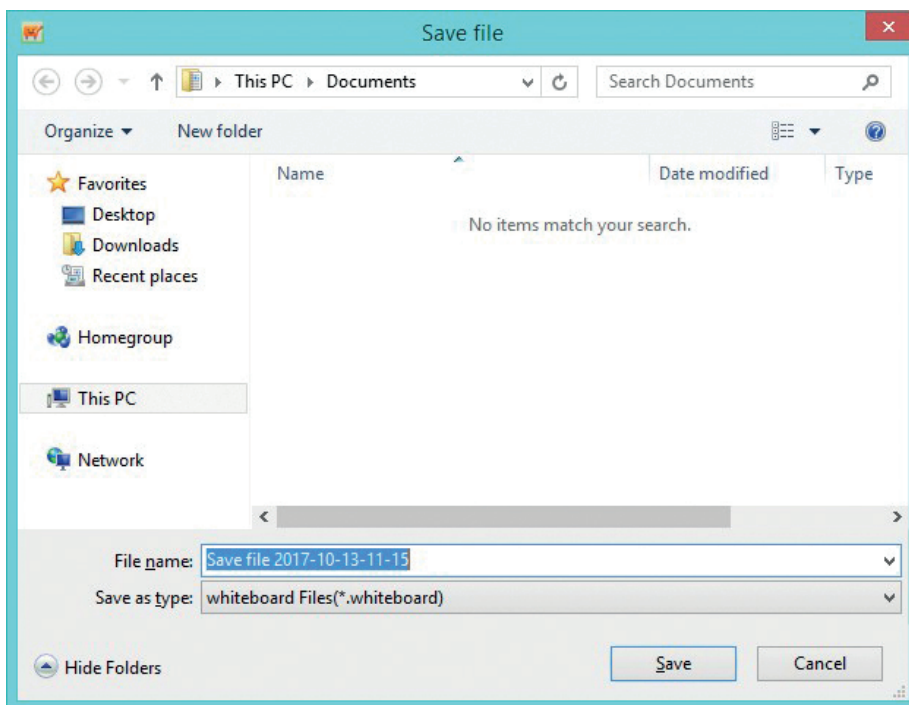 Save file
This PC Documents Search Documents
Organize New folder
Name Date modified Type
No items match your search.
Favorites
Desktop
Downloads
Recent places
Homegroup
This PC
Network
File name: Save file 2017-10-13-11-15
Save as type: whiteboard Files(*.whiteboard)
Hide Folders Save Cancel